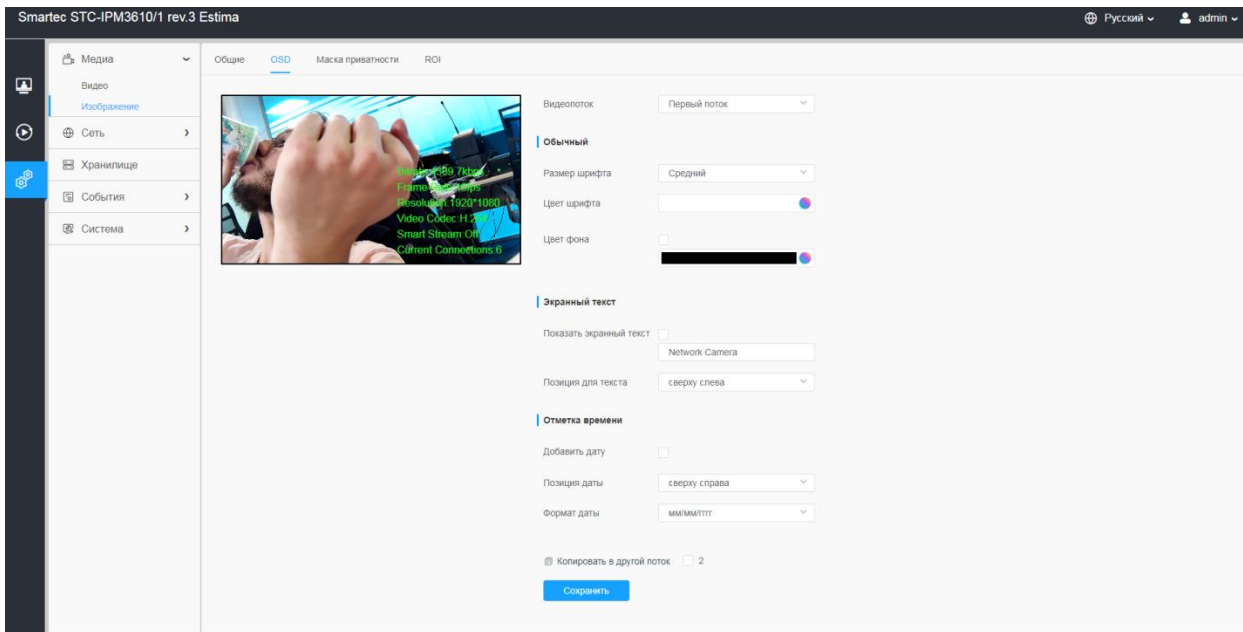 Smartec STC-IPM3610/1 rev.3 Estima
Русский
admin
Медиа
Видео
Изображение
Сеть
Хранилище
События
Система
Общие
OSD
Маска приватности
ROI
7kbps
Resolution 1920*1080
Video Codec
Smart Stream Off
Current Connections:6
Видеопоток
Первый поток
Обычный
Размер шрифта
Средний
Цвет шрифта
Цвет фона
Экранный текст
Показать экранный текст
Network Camera
Позиция для текста
сверху слева
Отметка времени
Добавить дату
Позиция даты
сверху справа
Формат даты
мм/мм/гггг
Копировать в другой поток
2
Сохранить